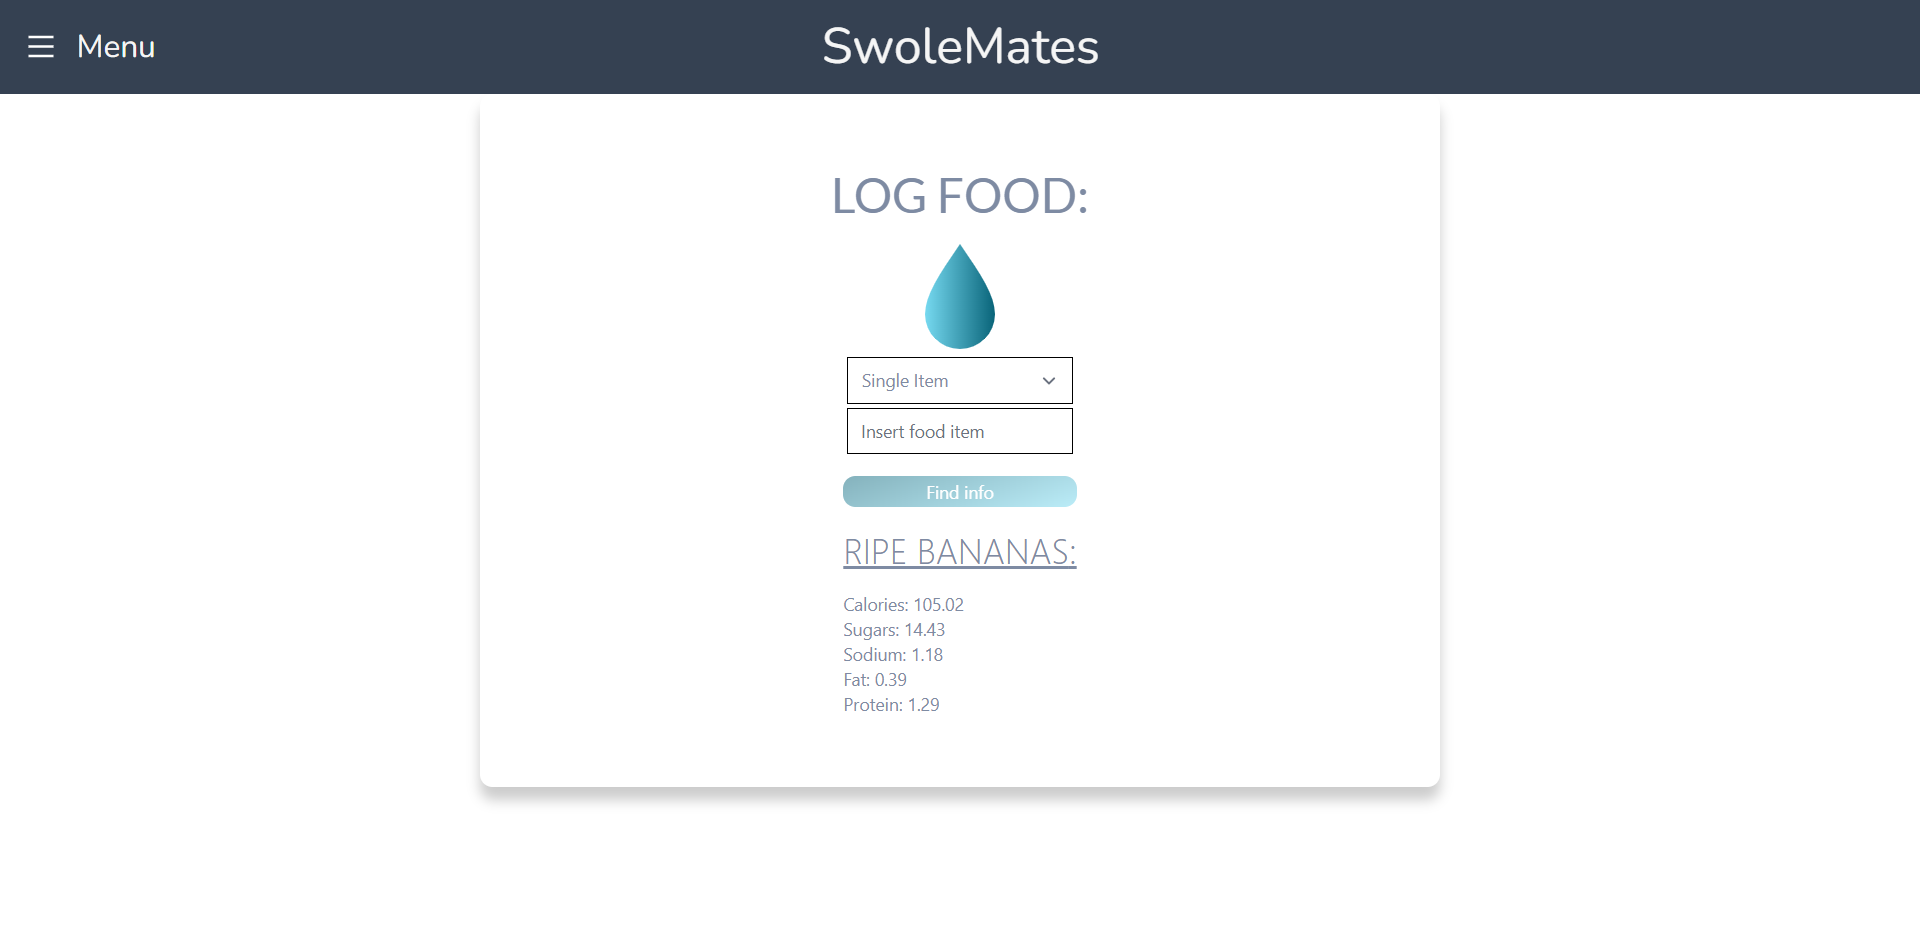 Menu
SwoleMates
LOG FOOD:
Single Item
Insert food item
Find info
RIPE BANANAS:
Calories: 105.02
Sugars: 14.43
Sodium: 1.18
Fat: 0.39
Protein: 1.29